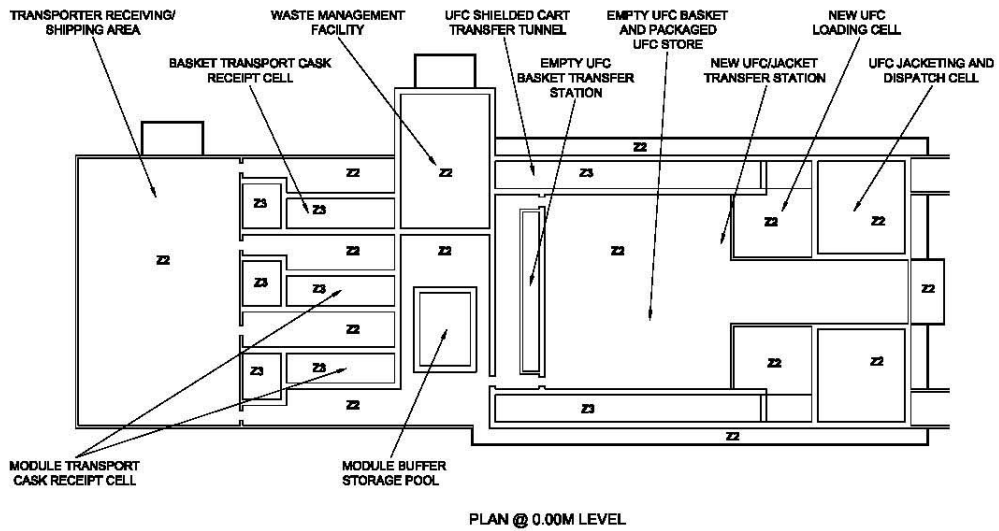 TRANSPORTER RECEIVING/
SHIPPING AREA
WASTE MANAGEMENT
FACILITY
UFC SHIELDED CART
TRANSFER TUNNEL
EMPTY UFC BASKET
AND PACKAGED
UFC STORE
NEW UFC
LOADING CELL
BASKET TRANSPORT CASK
RECEIPT CELL
EMPTY UFC
BASKET TRANSFER
STATION
NEW UFC/JACKET
TRANSFER STATION
UFC JACKETING AND
DISPATCH CELL
Z2
Z2
Z2
Z3
Z3
Z3
Z2
Z2
Z2
Z2
Z2
Z2
Z2
Z3
Z3
Z2
Z2
Z3
Z3
Z2
Z2
Z2
Z3
Z2
MODULE TRANSPORT
CASK RECEIPT CELL
MODULE BUFFER
STORAGE POOL
PLAN @ 0.00M LEVEL